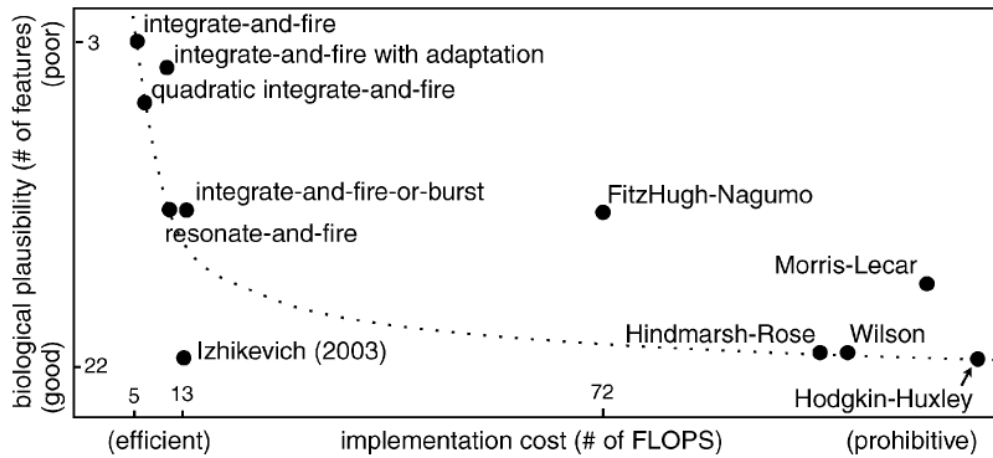 biological plausibility (# of features)
(good) (poor)
3
22
integrate-and-fire
integrate-and-fire with adaptation
quadratic integrate-and-fire
integrate-and-fire-or-burst
resonate-and-fire
FitzHugh-Nagumo
Morris-Lecar
Hindmarsh-Rose
Wilson
Izhikevich (2003)
Hodgkin-Huxley
5
13
72
(efficient)
implementation cost (# of FLOPS)
(prohibitive)